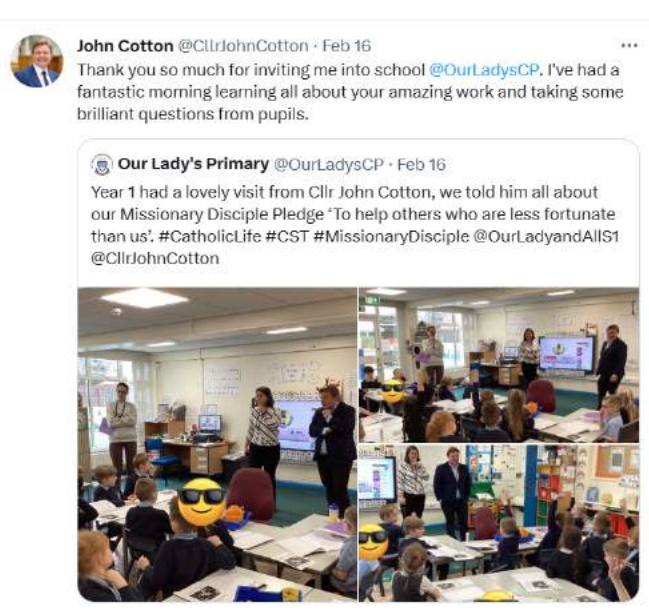 John Cotton @CllrJohnCotton · Feb 16
Thank you so much for inviting me into school @OurLadysCP. I've had a
fantastic morning learning all about your amazing work and taking some
brilliant questions from pupils.
Our Lady's Primary @OurLadysCP · Feb 16
Year 1 had a lovely visit from Cllr John Cotton, we told him all about
our Missionary Disciple Pledge 'To help others who are less fortunate
than us'. #CatholicLife #CST #MissionaryDisciple @OurLadyandAllS1
@CllrJohnCotton